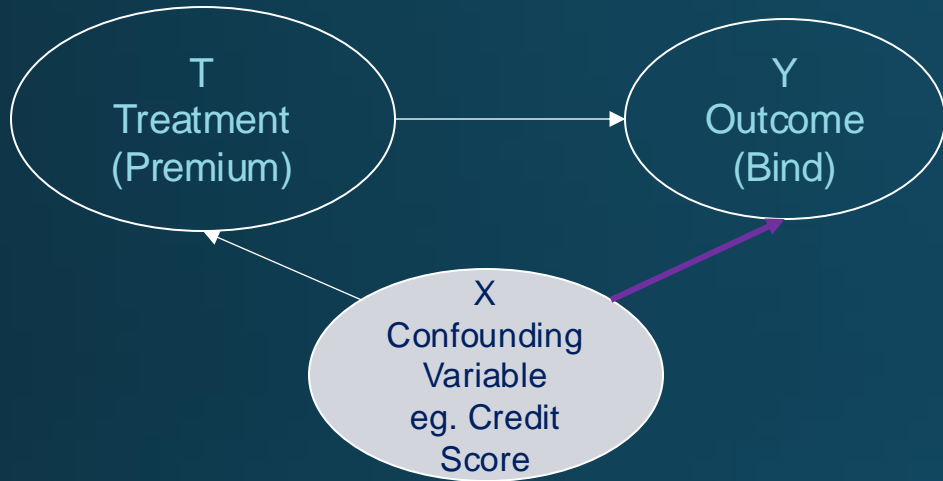 T
Treatment
(Premium)
Y
Outcome
(Bind)
X
Confounding
Variable
eg. Credit
Score